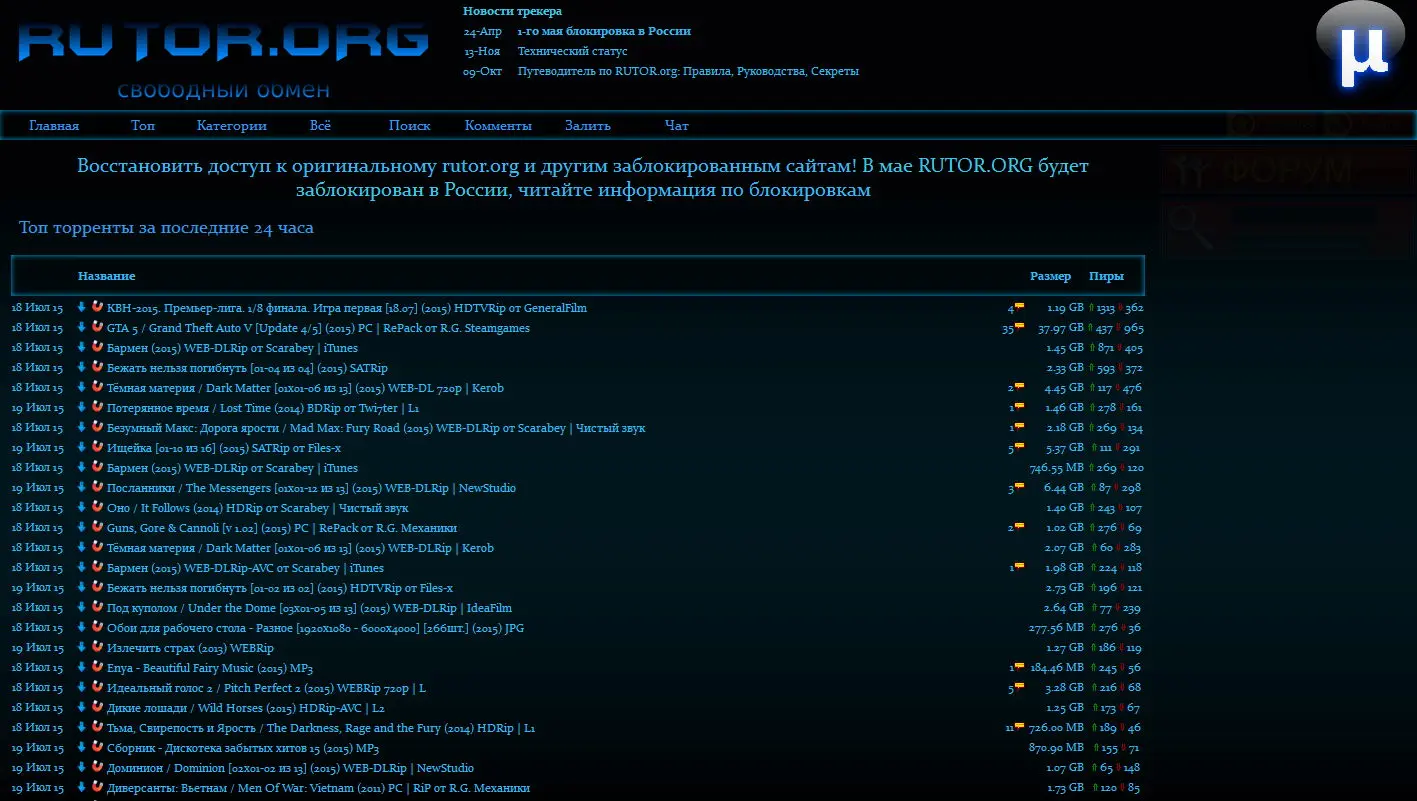 RUTOR.ORG
свободный обмен
Новости трекера
24-Апр 1-го мая блокировка в России
13-Ноя Технический статус
09-Окт Путеводитель по RUTOR.org: Правила, Руководства, Секреты
µ
Главная Топ Категории Всё Поиск Комменты Залить Чат
Восстановить доступ к оригинальному rutor.org и другим заблокированным сайтам! В мае RUTOR.ORG будет
заблокирован в России, читайте информация по блокировкам
ФОРУМ
Топ торренты за последние 24 часа
Название Размер Пиры
18 Июл 15 КВН-2015. Премьер-лига. 1/8 финала. Игра первая [18.07] (2015) HDTVRip от GeneralFilm 4 1.19 GB 1313 362
18 Июл 15 GTA 5 / Grand Theft Auto V [Update 4/5] (2015) PC | RePack от R.G. Steamgames 35 37.97 GB 437 965
18 Июл 15 Бармен (2015) WEB-DLRip от Scarabey | iTunes 1.45 GB 871 405
18 Июл 15 Бежать нельзя погибнуть [01-04 из 04] (2015) SATRip 2.33 GB 593 372
18 Июл 15 Тёмная материя / Dark Matter [01x01-06 из 13] (2015) WEB-DL 720p | Kerob 2 4.45 GB 117 476
19 Июл 15 Потерянное время / Lost Time (2014) BDRip от Twi7ter | L1 1 1.46 GB 278 161
18 Июл 15 Безумный Макс: Дорога ярости / Mad Max: Fury Road (2015) WEB-DLRip от Scarabey | Чистый звук 1 2.18 GB 269 134
19 Июл 15 Ищейка [01-10 из 16] (2015) SATRip от Files-x 5 5.37 GB 111 291
18 Июл 15 Бармен (2015) WEB-DLRip от Scarabey | iTunes 746.55 MB 269 120
19 Июл 15 Посланники / The Messengers [01x01-12 из 13] (2015) WEB-DLRip | NewStudio 3 6.44 GB 87 298
18 Июл 15 Оно / It Follows (2014) HDRip от Scarabey | Чистый звук 1.40 GB 243 107
18 Июл 15 Guns, Gore & Cannoli [v 1.02] (2015) PC | RePack от R.G. Механики 2 1.02 GB 276 69
18 Июл 15 Тёмная материя / Dark Matter [01x01-06 из 13] (2015) WEB-DLRip | Kerob 2.07 GB 60 283
18 Июл 15 Бармен (2015) WEB-DLRip-AVC от Scarabey | iTunes 1 1.98 GB 224 118
19 Июл 15 Бежать нельзя погибнуть [01-02 из 02] (2015) HDTVRip от Files-x 2.73 GB 196 121
18 Июл 15 Под куполом / Under the Dome [03x01-05 из 13] (2015) WEB-DLRip | IdeaFilm 2.64 GB 77 239
18 Июл 15 Обои для рабочего стола - Разное [1920x1080 - 6000x4000] [266шт.] (2015) JPG 277.56 MB 276 36
19 Июл 15 Излечить страх (2013) WEBRip 1.27 GB 186 119
18 Июл 15 Enya - Beautiful Fairy Music (2015) MP3 1 184.46 MB 245 56
18 Июл 15 Идеальный голос 2 / Pitch Perfect 2 (2015) WEBRip 720p | L 5 3.28 GB 216 68
18 Июл 15 Дикие лошади / Wild Horses (2015) HDRip-AVC | L2 1.25 GB 173 67
18 Июл 15 Тьма, Свирепость и Ярость / The Darkness, Rage and the Fury (2014) HDRip | L1 11 726.00 MB 189 46
19 Июл 15 Сборник - Дискотека забытых хитов 15 (2015) MP3 870.90 MB 155 71
19 Июл 15 Доминион / Dominion [02x01-02 из 13] (2015) WEB-DLRip | NewStudio 1.07 GB 65 148
19 Июл 15 Диверсанты: Вьетнам / Men Of War: Vietnam (2011) PC | RiP от R.G. Механики 1.73 GB 120 85